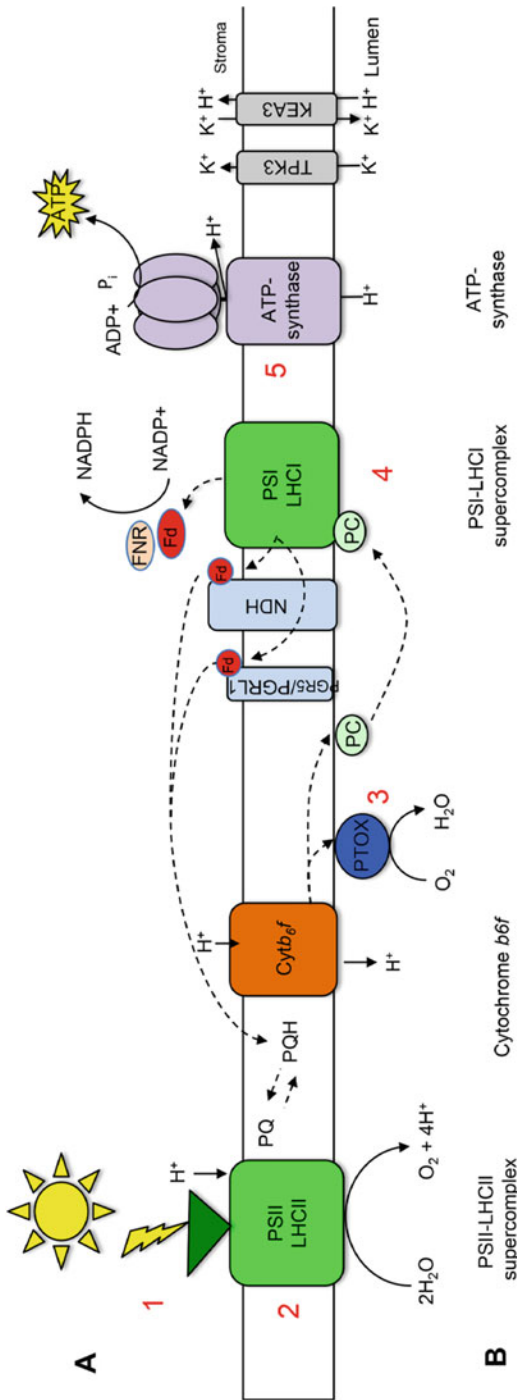 A
1
Stroma
ATP
ADP+
Pi
H+
NADPH
NADP+
FNR
Fd
Fd
Fd
K+
K+
H+
H+
H+
PSII
LHCII
2
PQ
PQH
Cytb6f
PGR5/PGRL1
NDH
PSI
LHCI
5
ATP-
synthase
TPK3
KEA3
Lumen
2H2O
O2 + 4H+
H+
O2
H2O
PTOX
3
PC
PC
4
H+
K+
K+
H+
B
PSII-LHCII
supercomplex
Cytochrome b6f
PSI-LHCI
supercomplex
ATP-
synthase